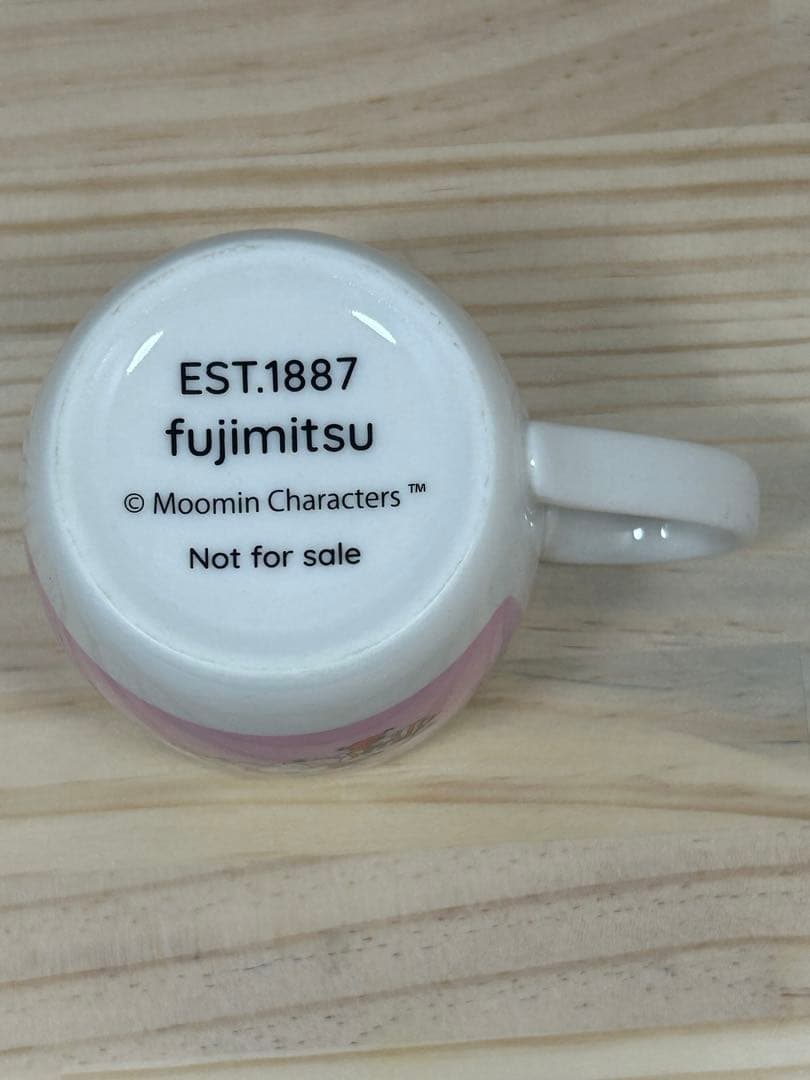 EST.1887
fujimitsu
© Moomin Characters ™
Not for sale